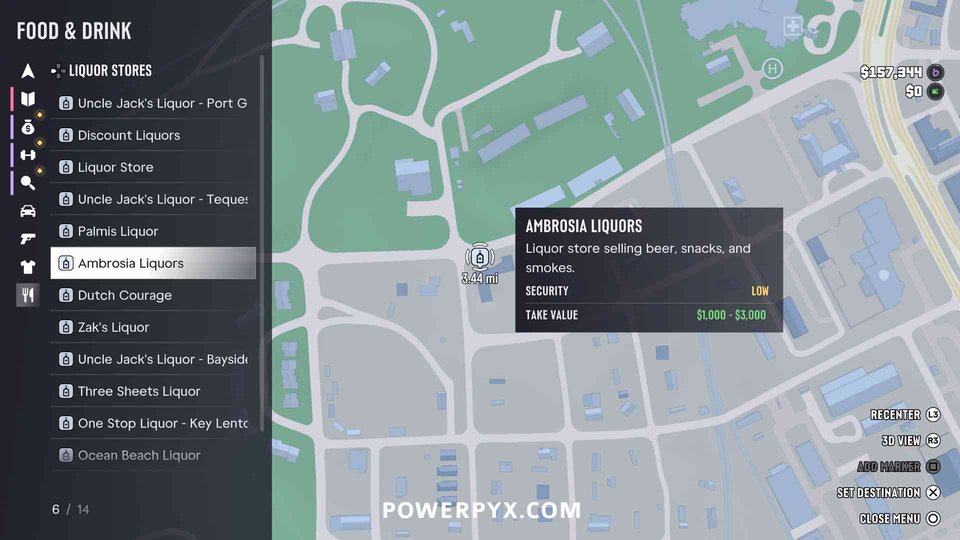 FOOD & DRINK
LIQUOR STORES
Uncle Jack's Liquor - Port G
Discount Liquors
Liquor Store
Uncle Jack's Liquor - Teques
Palmis Liquor
Ambrosia Liquors
Dutch Courage
Zak's Liquor
Uncle Jack's Liquor - Bayside
Three Sheets Liquor
One Stop Liquor - Key Lento
Ocean Beach Liquor
6 / 14
H
$157,344
$0
3.44 mi
AMBROSIA LIQUORS
Liquor store selling beer, snacks, and
smokes.
SECURITY LOW
TAKE VALUE $1,000 - $3,000
RECENTER L3
3D VIEW R3
ADD MARKER
SET DESTINATION
CLOSE MENU
POWERPYX.COM